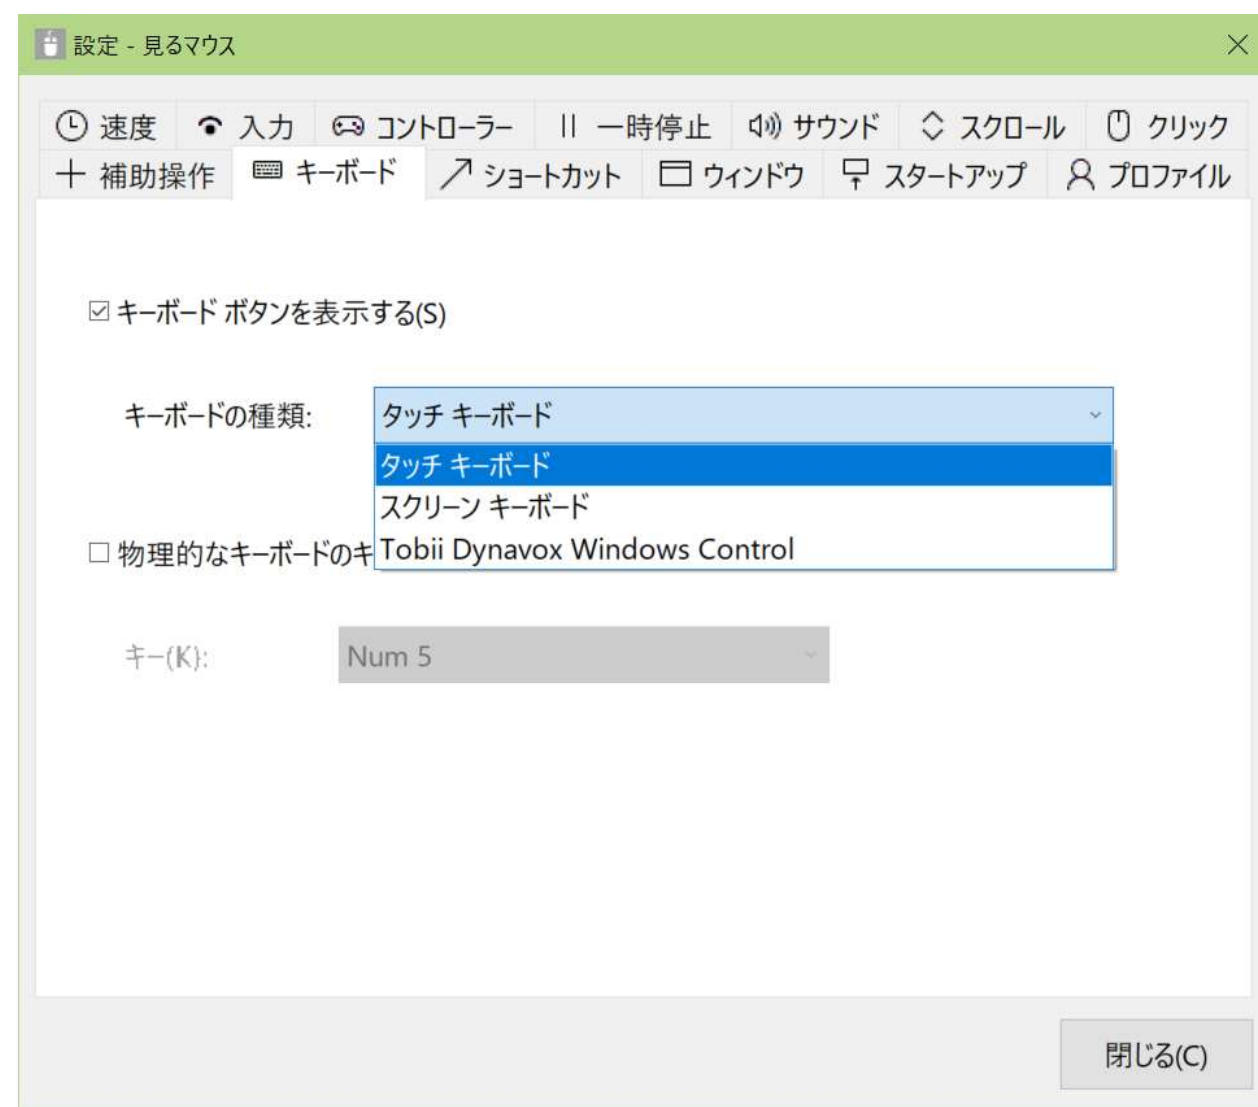 設定 - 見るマウス
速度 入力 コントローラー 一時停止 サウンド スクロール クリック
補助操作 キーボード ショートカット ウィンドウ スタートアップ プロファイル
キーボード ボタンを表示する(S)
キーボードの種類: タッチ キーボード
タッチ キーボード
スクリーン キーボード
物理的なキーボードのキ Tobii Dynavox Windows Control
キー(K): Num 5
閉じる(C)